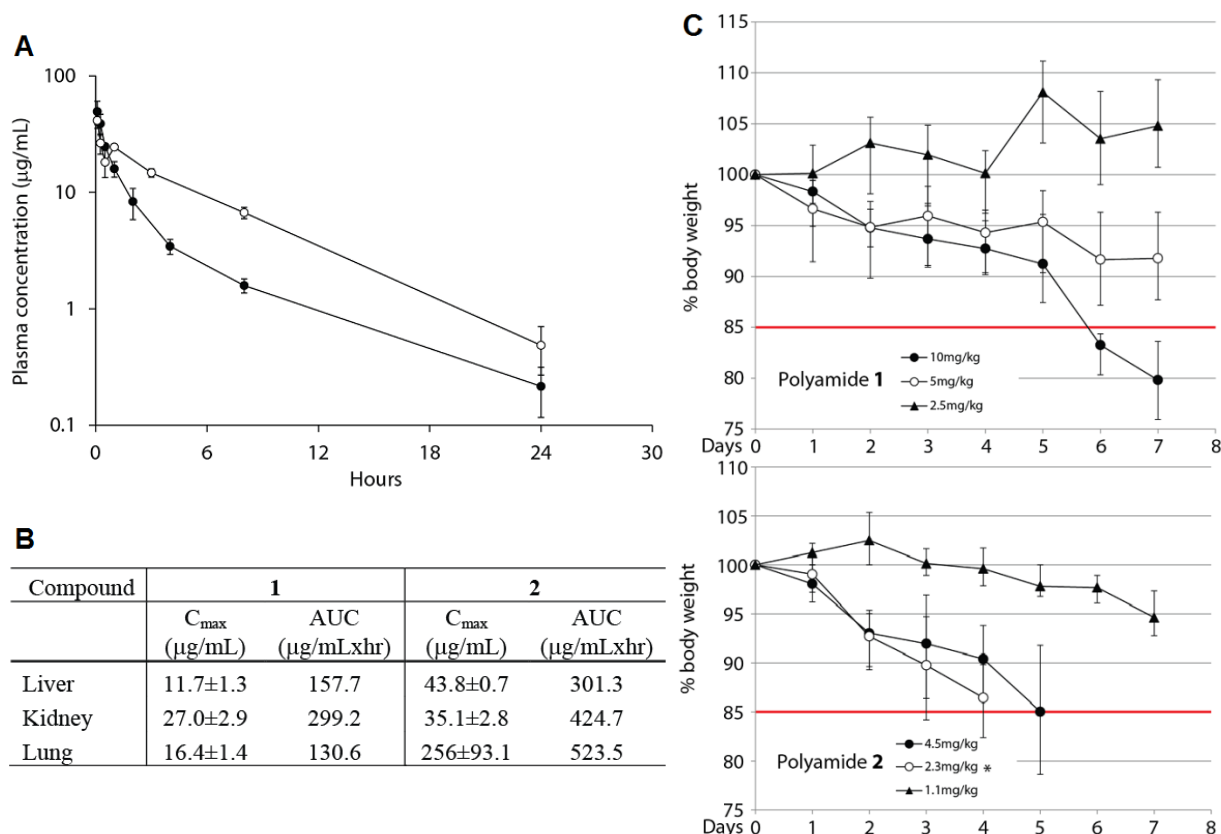 A
100
10
1
0.1
Plasma concentration (µg/mL)
0 6 12 18 24 30
Hours
B
Compound 1 2
Cmax (µg/mL) AUC (µg/mLxhr) Cmax (µg/mL) AUC (µg/mLxhr)
Liver 11.7±1.3 157.7 43.8±0.7 301.3
Kidney 27.0±2.9 299.2 35.1±2.8 424.7
Lung 16.4±1.4 130.6 256±93.1 523.5
C
115
110
105
100
95
90
85
80
75
% body weight
Polyamide 1
10mg/kg
5mg/kg
2.5mg/kg
Days 0 1 2 3 4 5 6 7 8
110
105
100
95
90
85
80
75
% body weight
Polyamide 2
4.5mg/kg
2.3mg/kg *
1.1mg/kg
Days 0 1 2 3 4 5 6 7 8